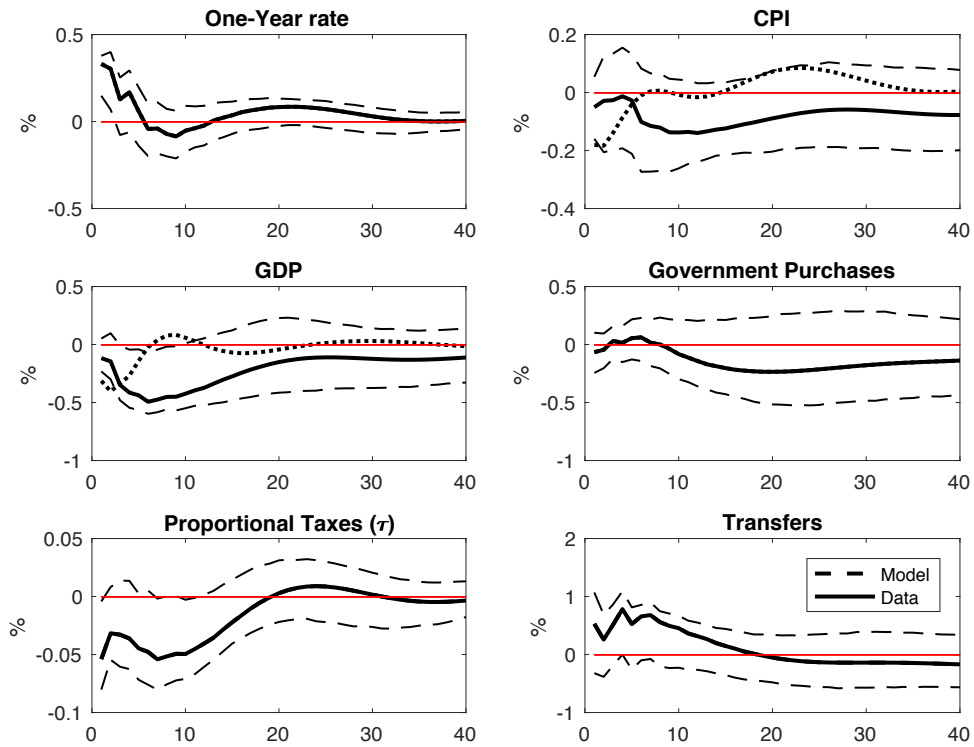 One-Year rate
0.5
0
-0.5
%
0 10 20 30 40
CPI
0.2
0
-0.2
-0.4
%
0 10 20 30 40
GDP
0.5
0
-0.5
-1
%
0 10 20 30 40
Government Purchases
0.5
0
-0.5
-1
%
0 10 20 30 40
Proportional Taxes (τ)
0.05
0
-0.05
-0.1
%
0 10 20 30 40
Transfers
2
1
0
-1
%
Model
Data
0 10 20 30 40